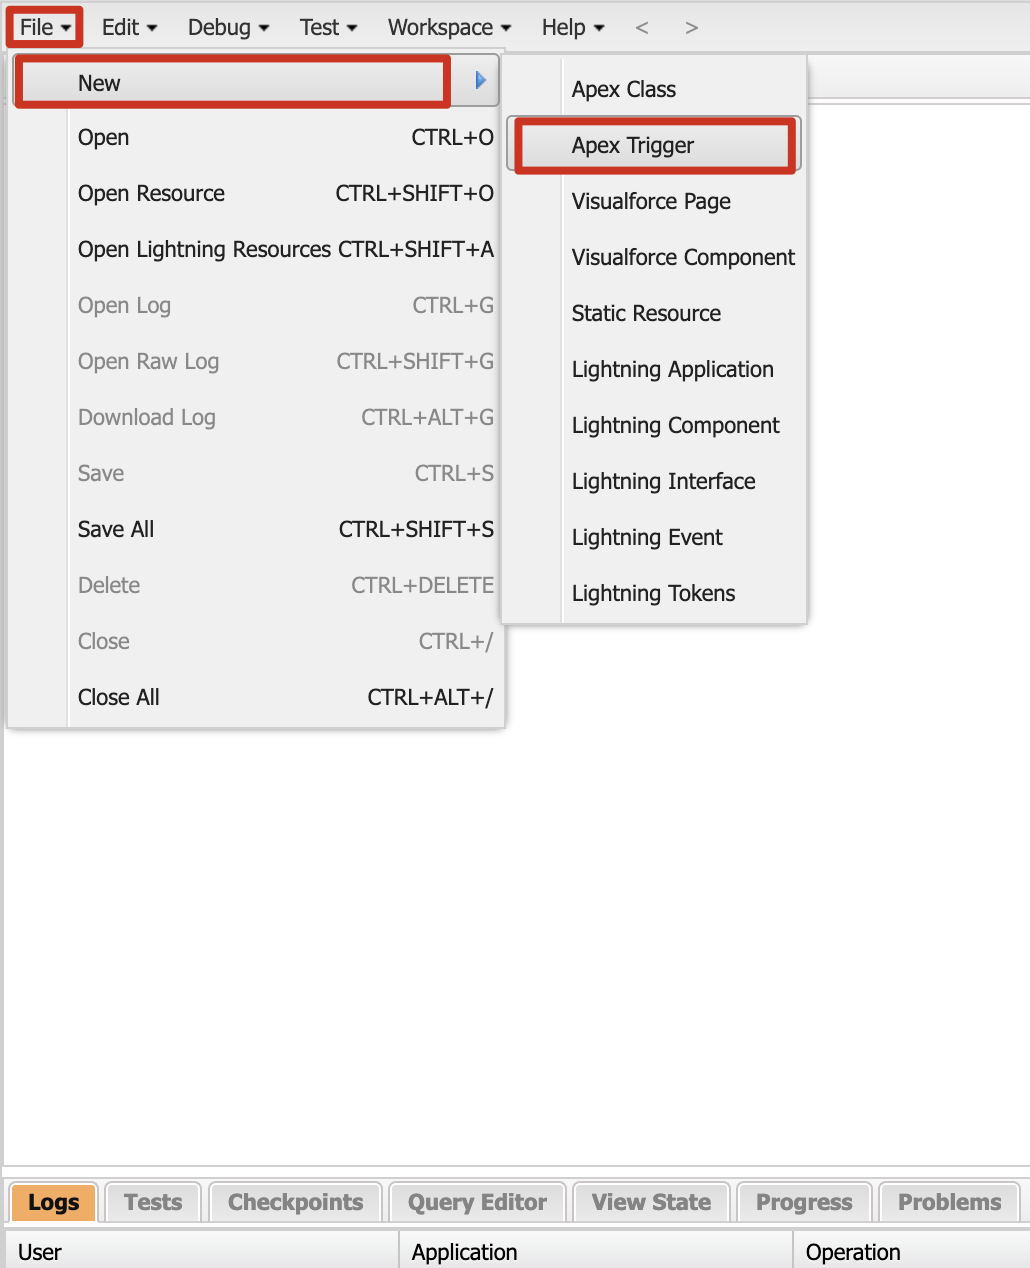 File Edit Debug Test Workspace Help < >
New
Open CTRL+O
Open Resource CTRL+SHIFT+O
Open Lightning Resources CTRL+SHIFT+A
Open Log CTRL+G
Open Raw Log CTRL+SHIFT+G
Download Log CTRL+ALT+G
Save CTRL+S
Save All CTRL+SHIFT+S
Delete CTRL+DELETE
Close CTRL+/
Close All CTRL+ALT+/
Apex Class
Apex Trigger
Visualforce Page
Visualforce Component
Static Resource
Lightning Application
Lightning Component
Lightning Interface
Lightning Event
Lightning Tokens
Logs Tests Checkpoints Query Editor View State Progress Problems
User Application Operation